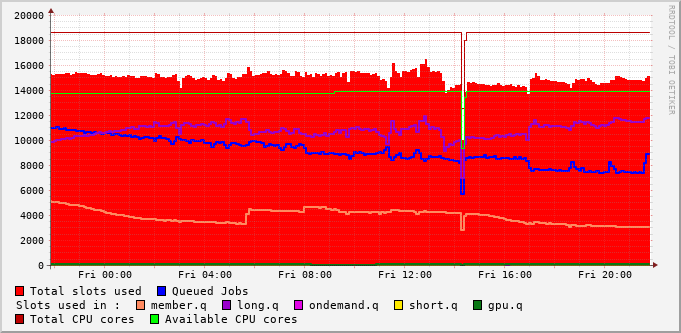 RRDTOOL / TOBI OETIKER
20000
18000
16000
14000
12000
10000
8000
6000
4000
2000
0
Fri 00:00 Fri 04:00 Fri 08:00 Fri 12:00 Fri 16:00 Fri 20:00
Total slots used Queued Jobs
Slots used in : member.q long.q ondemand.q short.q gpu.q
Total CPU cores Available CPU cores